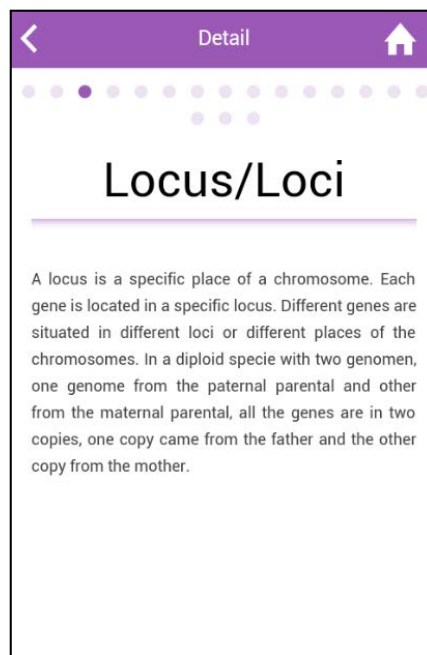 Detail
Locus/Loci
A locus is a specific place of a chromosome. Each
gene is located in a specific locus. Different genes are
situated in different loci or different places of the
chromosomes. In a diploid specie with two genomen,
one genome from the paternal parental and other
from the maternal parental, all the genes are in two
copies, one copy came from the father and the other
copy from the mother.